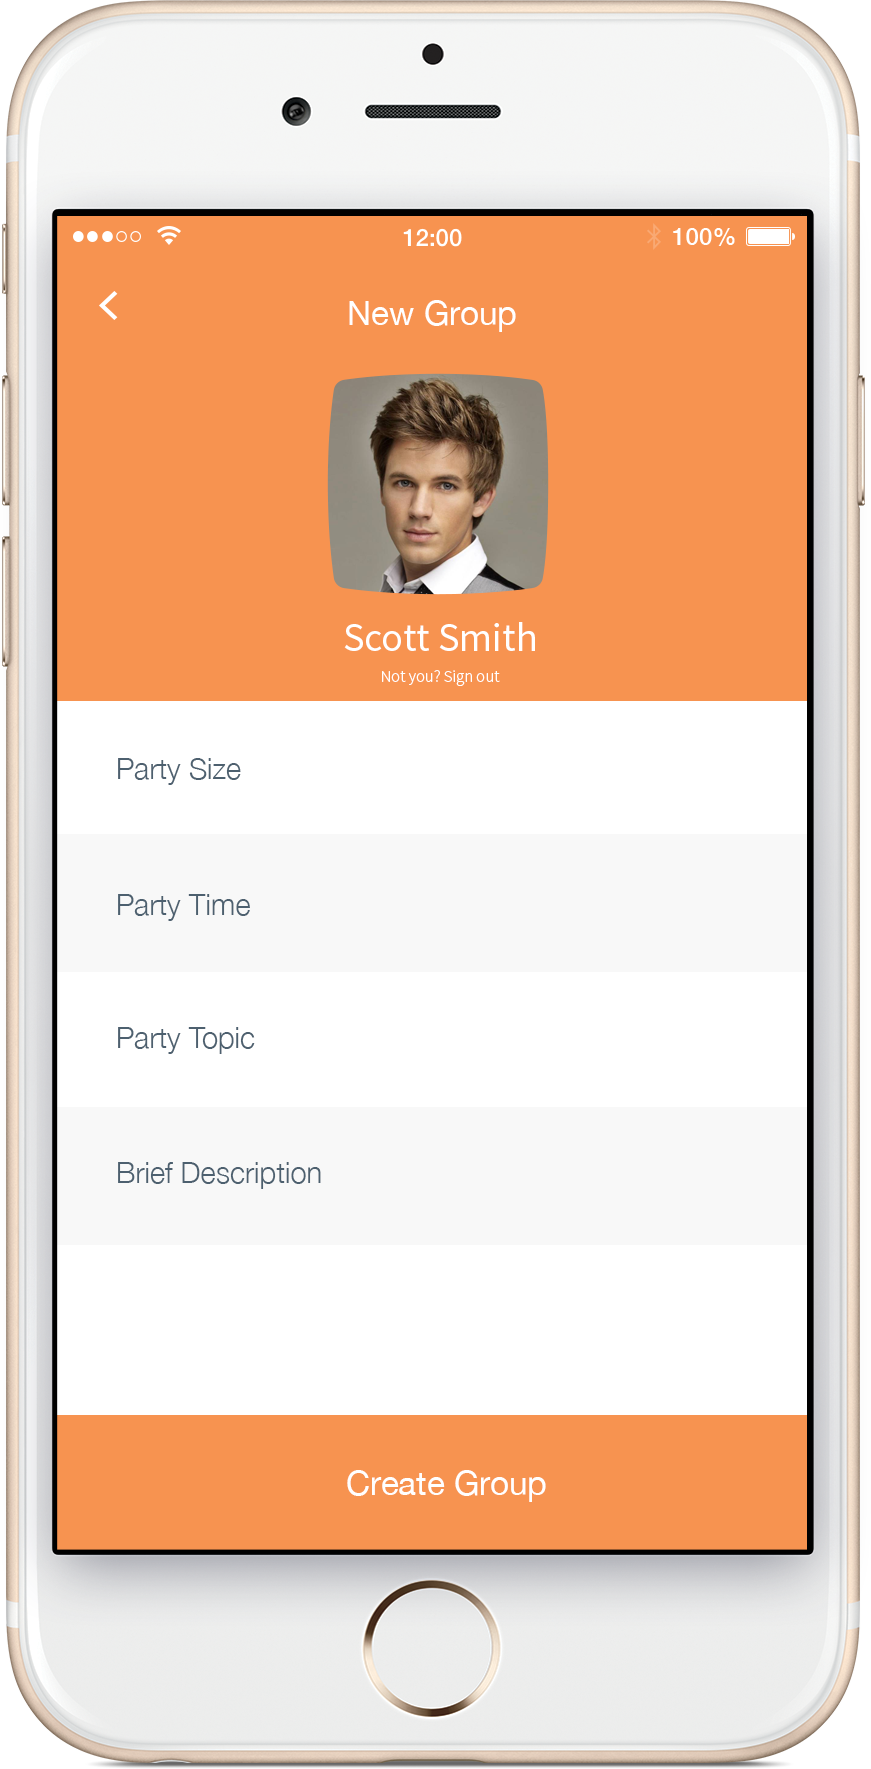 12:00 100%
New Group
Scott Smith
Not you? Sign out
Party Size
Party Time
Party Topic
Brief Description
Create Group